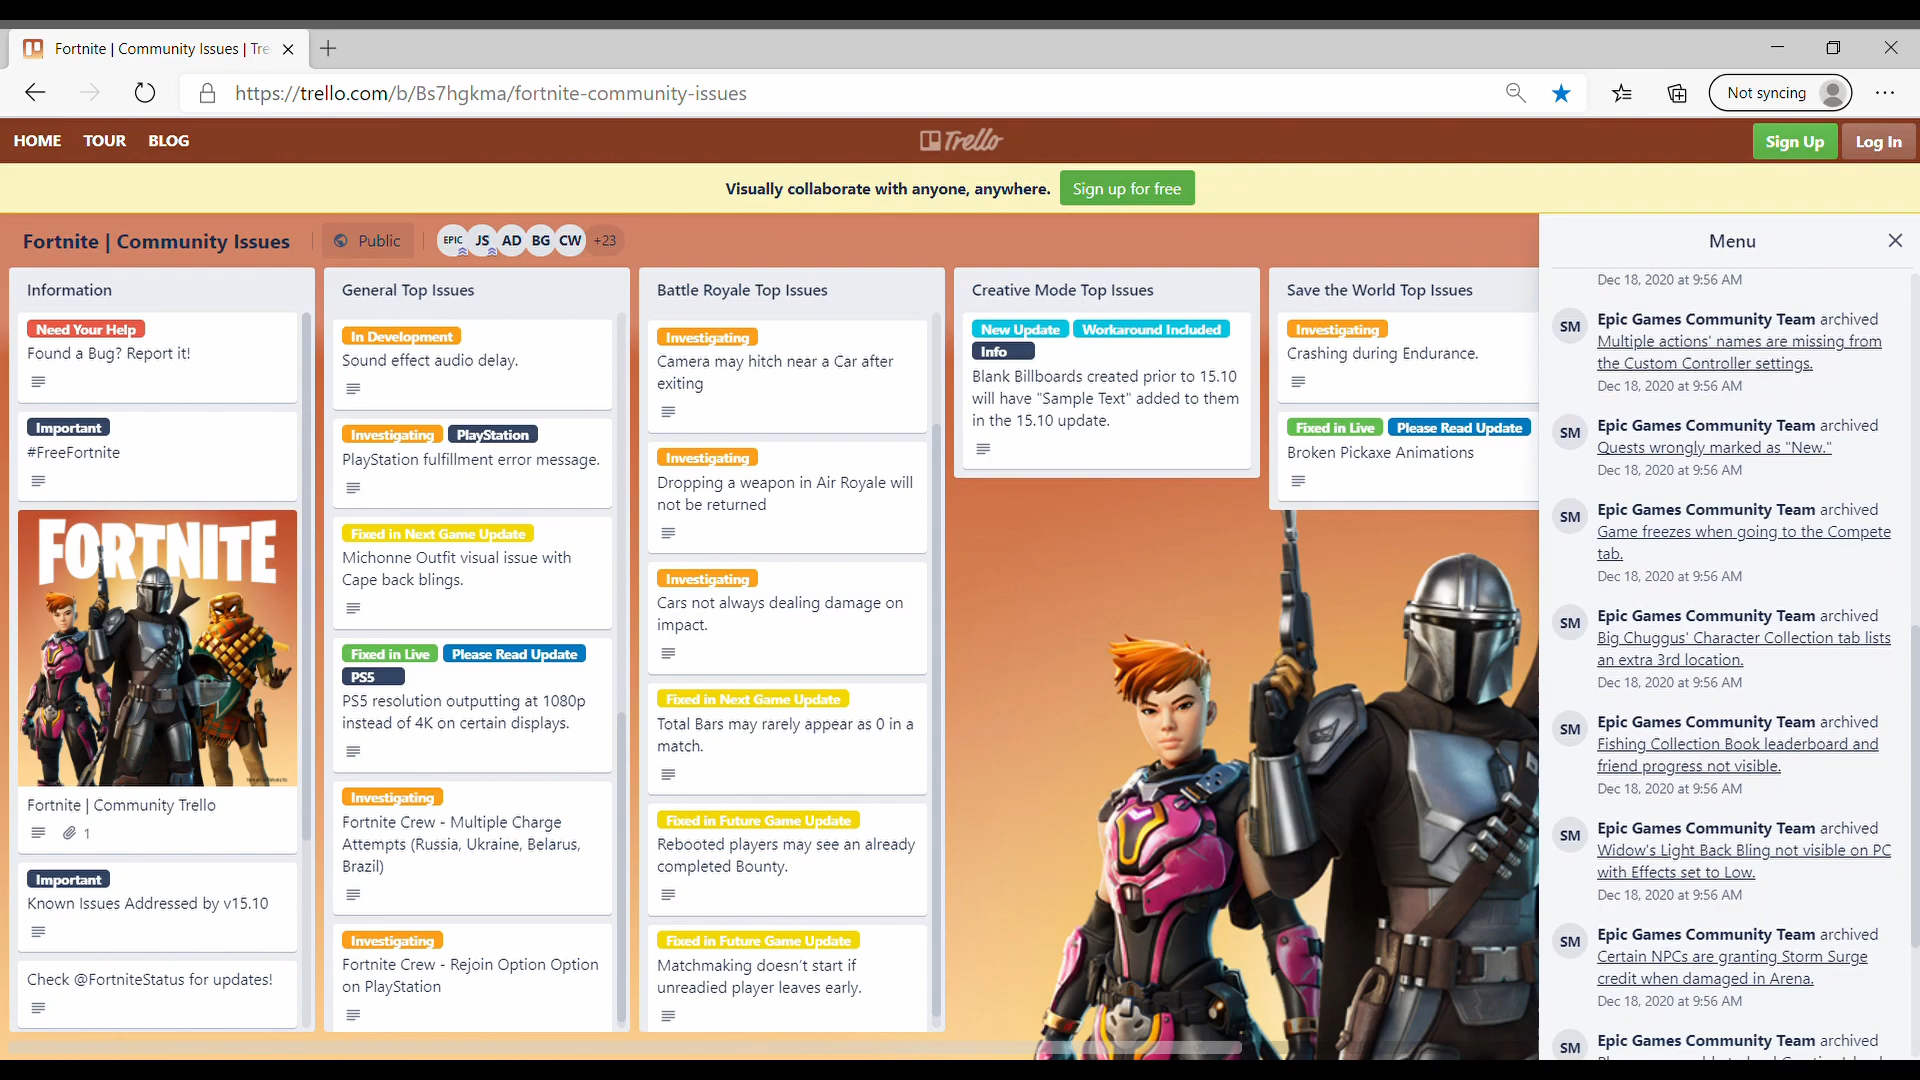 Fortnite | Community Issues | Tre
https://trello.com/b/Bs7hgkma/fortnite-community-issues
Not syncing
HOME TOUR BLOG
Trello
Sign Up Log In
Visually collaborate with anyone, anywhere. Sign up for free
Fortnite | Community Issues
Public
EPIC JS AD BG CW +23
Information
Need Your Help
Found a Bug? Report it!
Important
#FreeFortnite
FORTNITE
Fortnite | Community Trello
1
Important
Known Issues Addressed by v15.10
Check @FortniteStatus for updates!
General Top Issues
In Development
Sound effect audio delay.
Investigating PlayStation
PlayStation fulfillment error message.
Fixed in Next Game Update
Michonne Outfit visual issue with
Cape back blings.
Fixed in Live Please Read Update
PS5
PS5 resolution outputting at 1080p
instead of 4K on certain displays.
Investigating
Fortnite Crew - Multiple Charge
Attempts (Russia, Ukraine, Belarus,
Brazil)
Investigating
Fortnite Crew - Rejoin Option Option
on PlayStation
Battle Royale Top Issues
Investigating
Camera may hitch near a Car after
exiting
Investigating
Dropping a weapon in Air Royale will
not be returned
Investigating
Cars not always dealing damage on
impact.
Fixed in Next Game Update
Total Bars may rarely appear as 0 in a
match.
Fixed in Future Game Update
Rebooted players may see an already
completed Bounty.
Fixed in Future Game Update
Matchmaking doesn't start if
unreadied player leaves early.
Creative Mode Top Issues
New Update Workaround Included
Info
Blank Billboards created prior to 15.10
will have "Sample Text" added to them
in the 15.10 update.
Save the World Top Issues
Investigating
Crashing during Endurance.
Fixed in Live Please Read Update
Broken Pickaxe Animations
Menu
Dec 18, 2020 at 9:56 AM
SM
Epic Games Community Team archived
Multiple actions' names are missing from
the Custom Controller settings.
Dec 18, 2020 at 9:56 AM
SM
Epic Games Community Team archived
Quests wrongly marked as "New."
Dec 18, 2020 at 9:56 AM
SM
Epic Games Community Team archived
Game freezes when going to the Compete
tab.
Dec 18, 2020 at 9:56 AM
SM
Epic Games Community Team archived
Big Chuggus' Character Collection tab lists
an extra 3rd location.
Dec 18, 2020 at 9:56 AM
SM
Epic Games Community Team archived
Fishing Collection Book leaderboard and
friend progress not visible.
Dec 18, 2020 at 9:56 AM
SM
Epic Games Community Team archived
Widow's Light Back Bling not visible on PC
with Effects set to Low.
Dec 18, 2020 at 9:56 AM
SM
Epic Games Community Team archived
Certain NPCs are granting Storm Surge
credit when damaged in Arena.
Dec 18, 2020 at 9:56 AM
SM
Epic Games Community Team archived